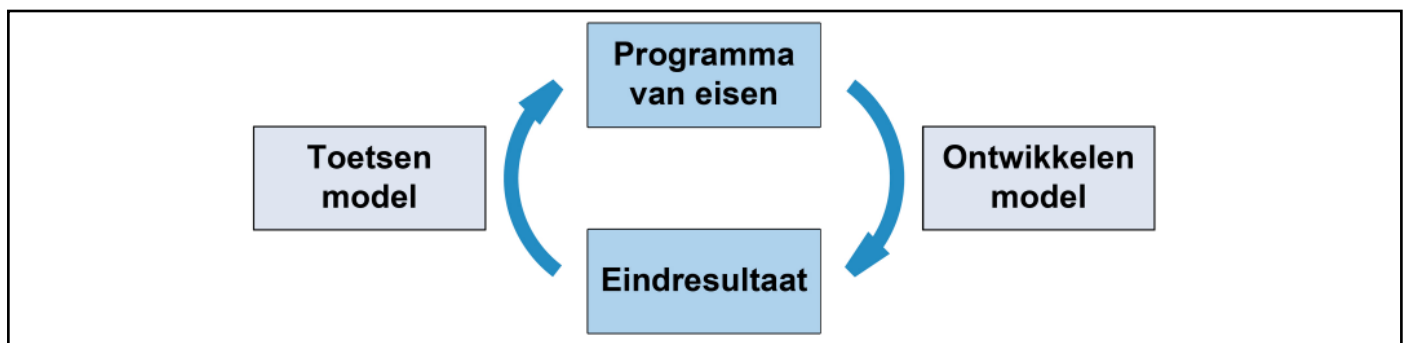 Programma
van eisen
Toetsen
model
Ontwikkelen
model
Eindresultaat